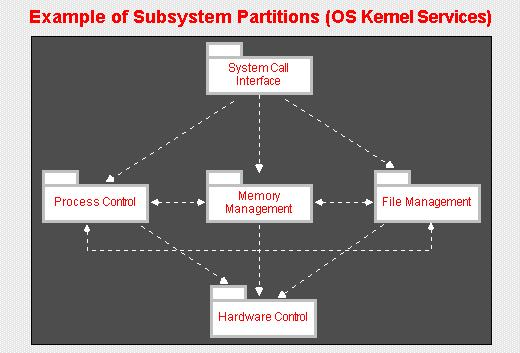 Example of Subsystem Partitions (OS Kernel Services)
System Call
Interface
Process Control
Memory
Management
File Management
Hardware Control